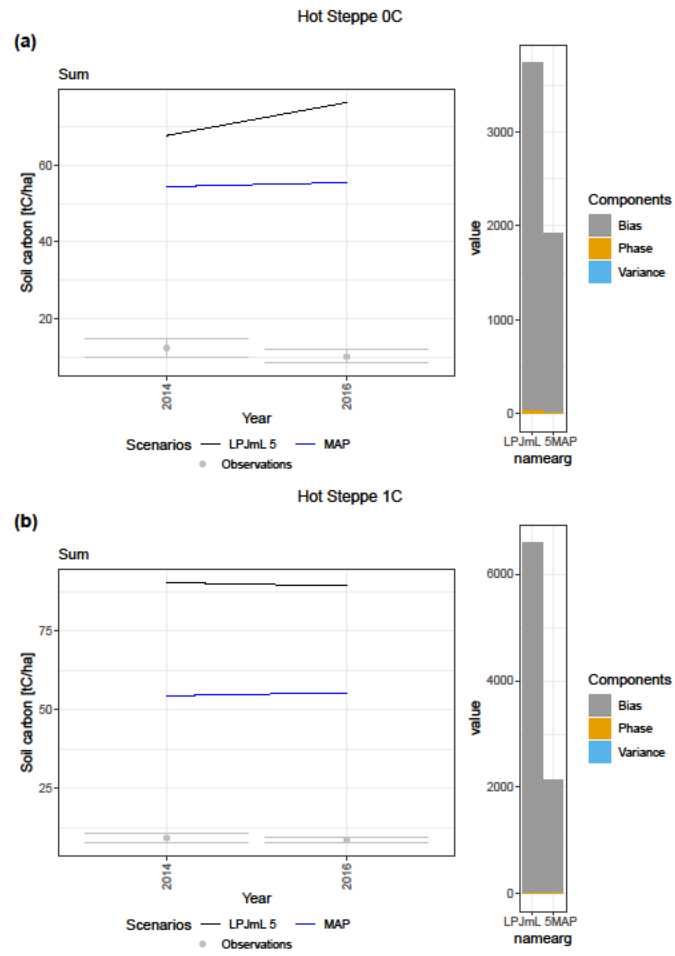 Hot Steppe 0C
(a)
Sum
Soil carbon [tC/ha]
60
40
20
2014
2016
Year
Scenarios LPJmL 5 MAP
Observations
value
3000
2000
1000
0
LPJmL 5MAP
namearg
Components
Bias
Phase
Variance
Hot Steppe 1C
(b)
Sum
Soil carbon [tC/ha]
75
50
25
2014
2016
Year
Scenarios LPJmL 5 MAP
Observations
value
6000
4000
2000
0
LPJmL 5MAP
namearg
Components
Bias
Phase
Variance